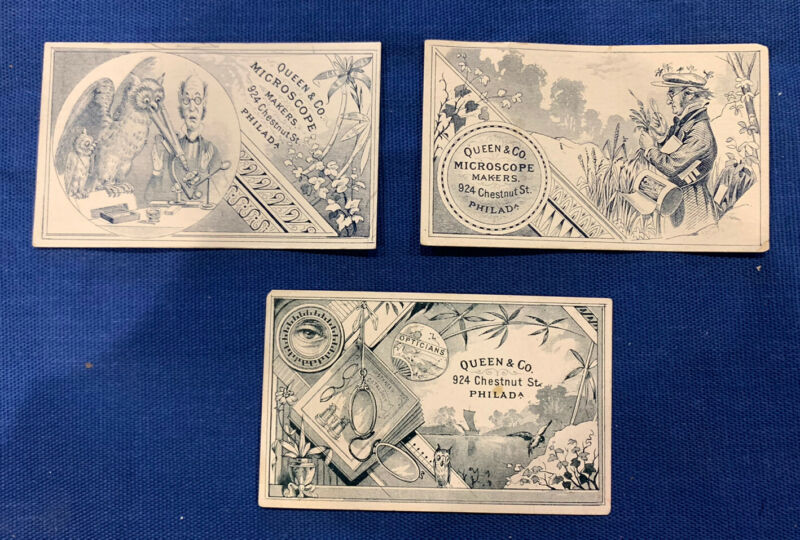 QUEEN & CO.
MICROSCOPE
MAKERS.
924 Chestnut St.
PHILADA
QUEEN & CO.
MICROSCOPE
MAKERS.
924 Chestnut St.
PHILADA
OPTICIANS
QUEEN & CO.
924 Chestnut St.
PHILADA